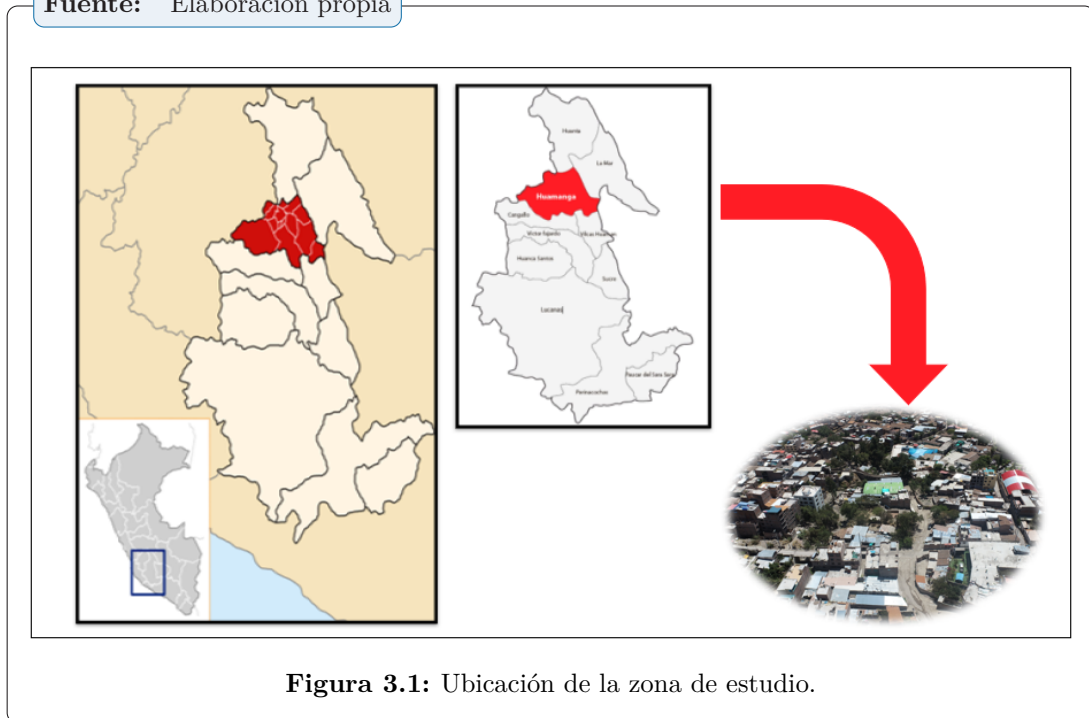 Fuente: Elaboración propia
Huanta
La Mar
Huamanga
Cangallo
Víctor Fajardo
Vilcas Huaman
Huanca Sancos
Sucre
Lucanas
Paucar del Sara Sara
Parinacochas
Figura 3.1: Ubicación de la zona de estudio.